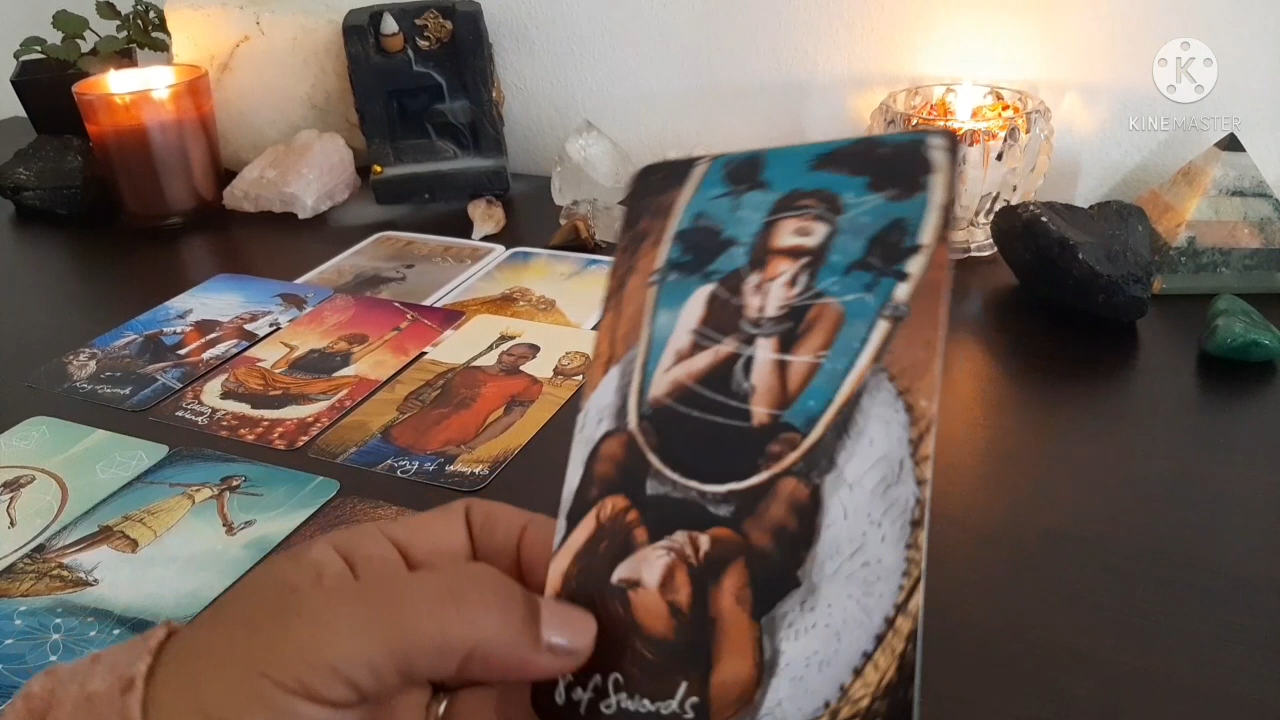 KINEMASTER
King of Swords
Queen of
Wands
King of Wands
8 of Swords